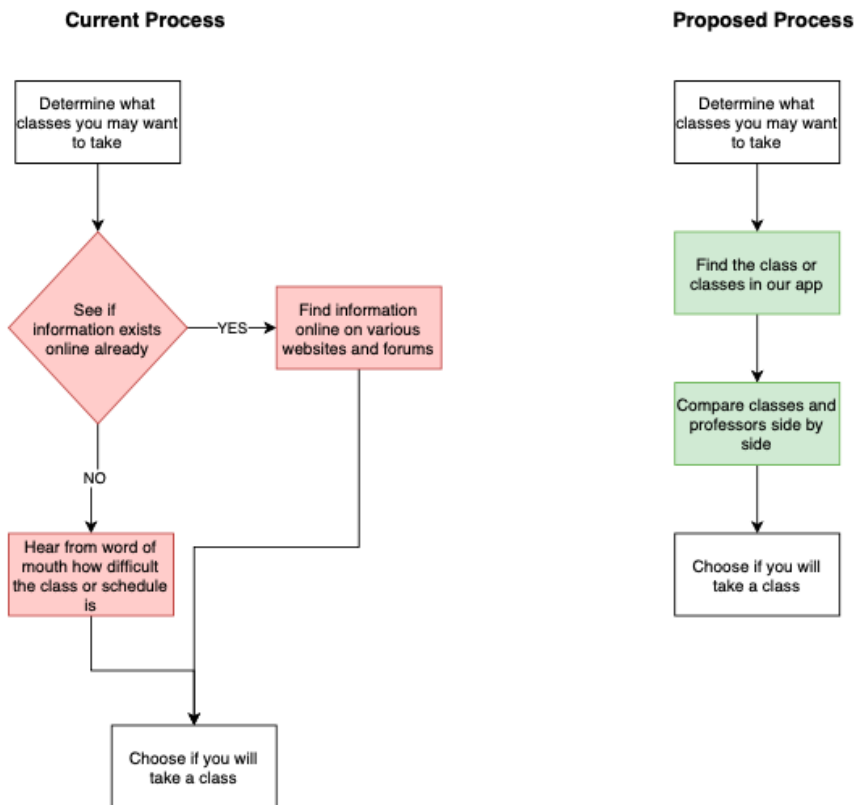 Current Process
Determine what
classes you may want
to take
See if
information exists
online already
YES
Find information
online on various
websites and forums
NO
Hear from word of
mouth how difficult
the class or schedule
is
Choose if you will
take a class
Proposed Process
Determine what
classes you may want
to take
Find the class or
classes in our app
Compare classes and
professors side by
side
Choose if you will
take a class